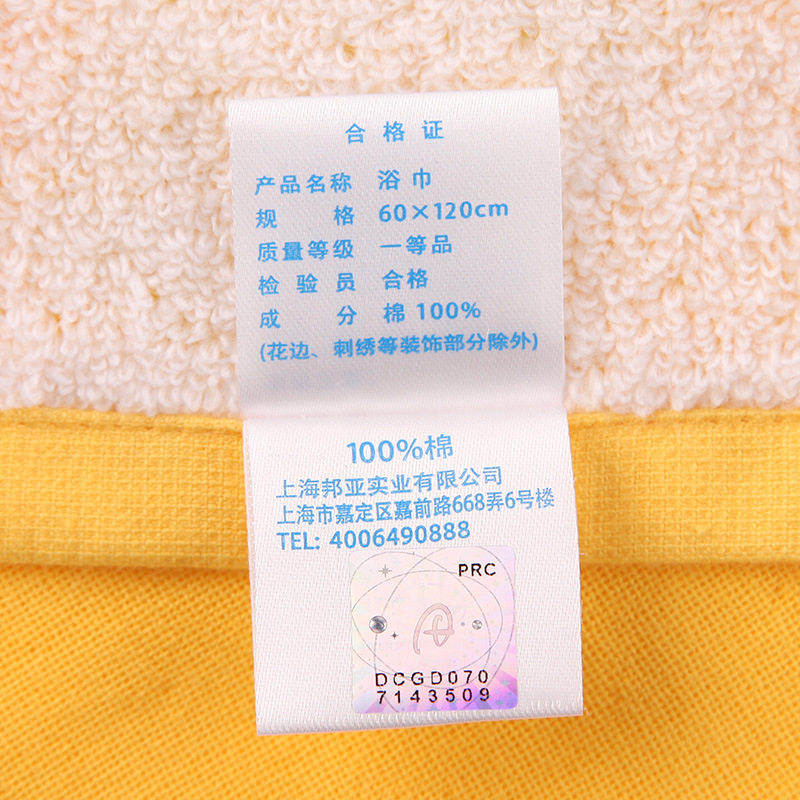 合格证
产品名称 浴巾
规 格 60×120cm
质量等级 一等品
检验员 合格
成 分 棉 100%
(花边、刺绣等装饰部分除外)
100%棉
上海邦亚实业有限公司
上海市嘉定区嘉前路668弄6号楼
TEL: 4006490888
PRC
DCGD070
7143509